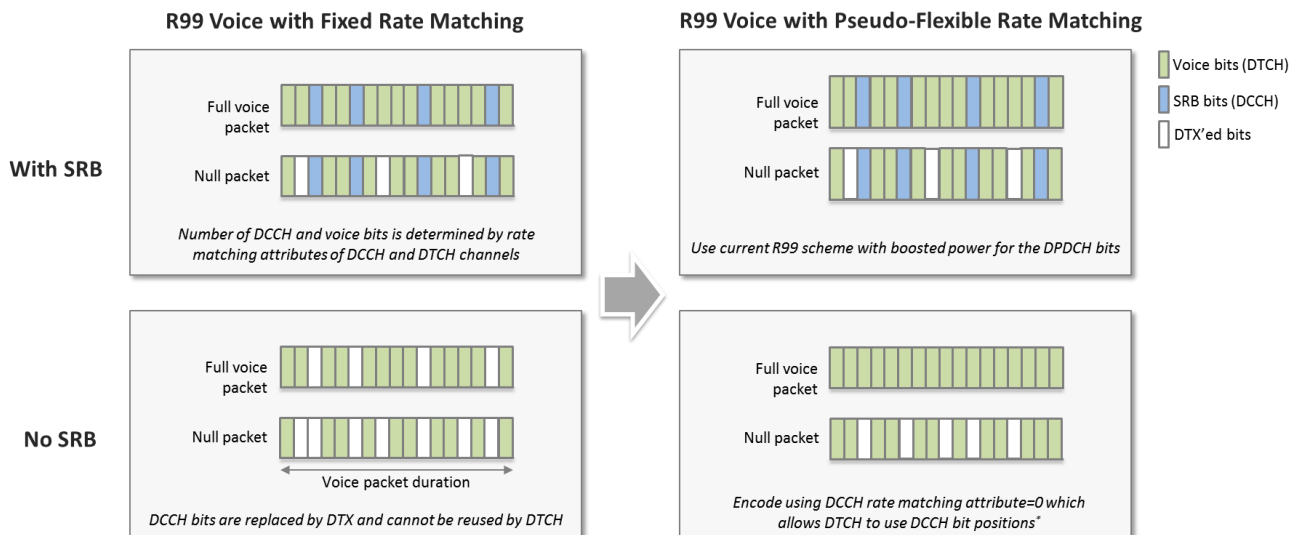 R99 Voice with Fixed Rate Matching
R99 Voice with Pseudo-Flexible Rate Matching
Voice bits (DTCH)
SRB bits (DCCH)
DTX’ed bits
With SRB
Full voice
packet
Null packet
Number of DCCH and voice bits is determined by rate
matching attributes of DCCH and DTCH channels
Full voice
packet
Null packet
Use current R99 scheme with boosted power for the DPDCH bits
No SRB
Full voice
packet
Null packet
Voice packet duration
DCCH bits are replaced by DTX and cannot be reused by DTCH
Full voice
packet
Null packet
Encode using DCCH rate matching attribute=0 which
allows DTCH to use DCCH bit positions*